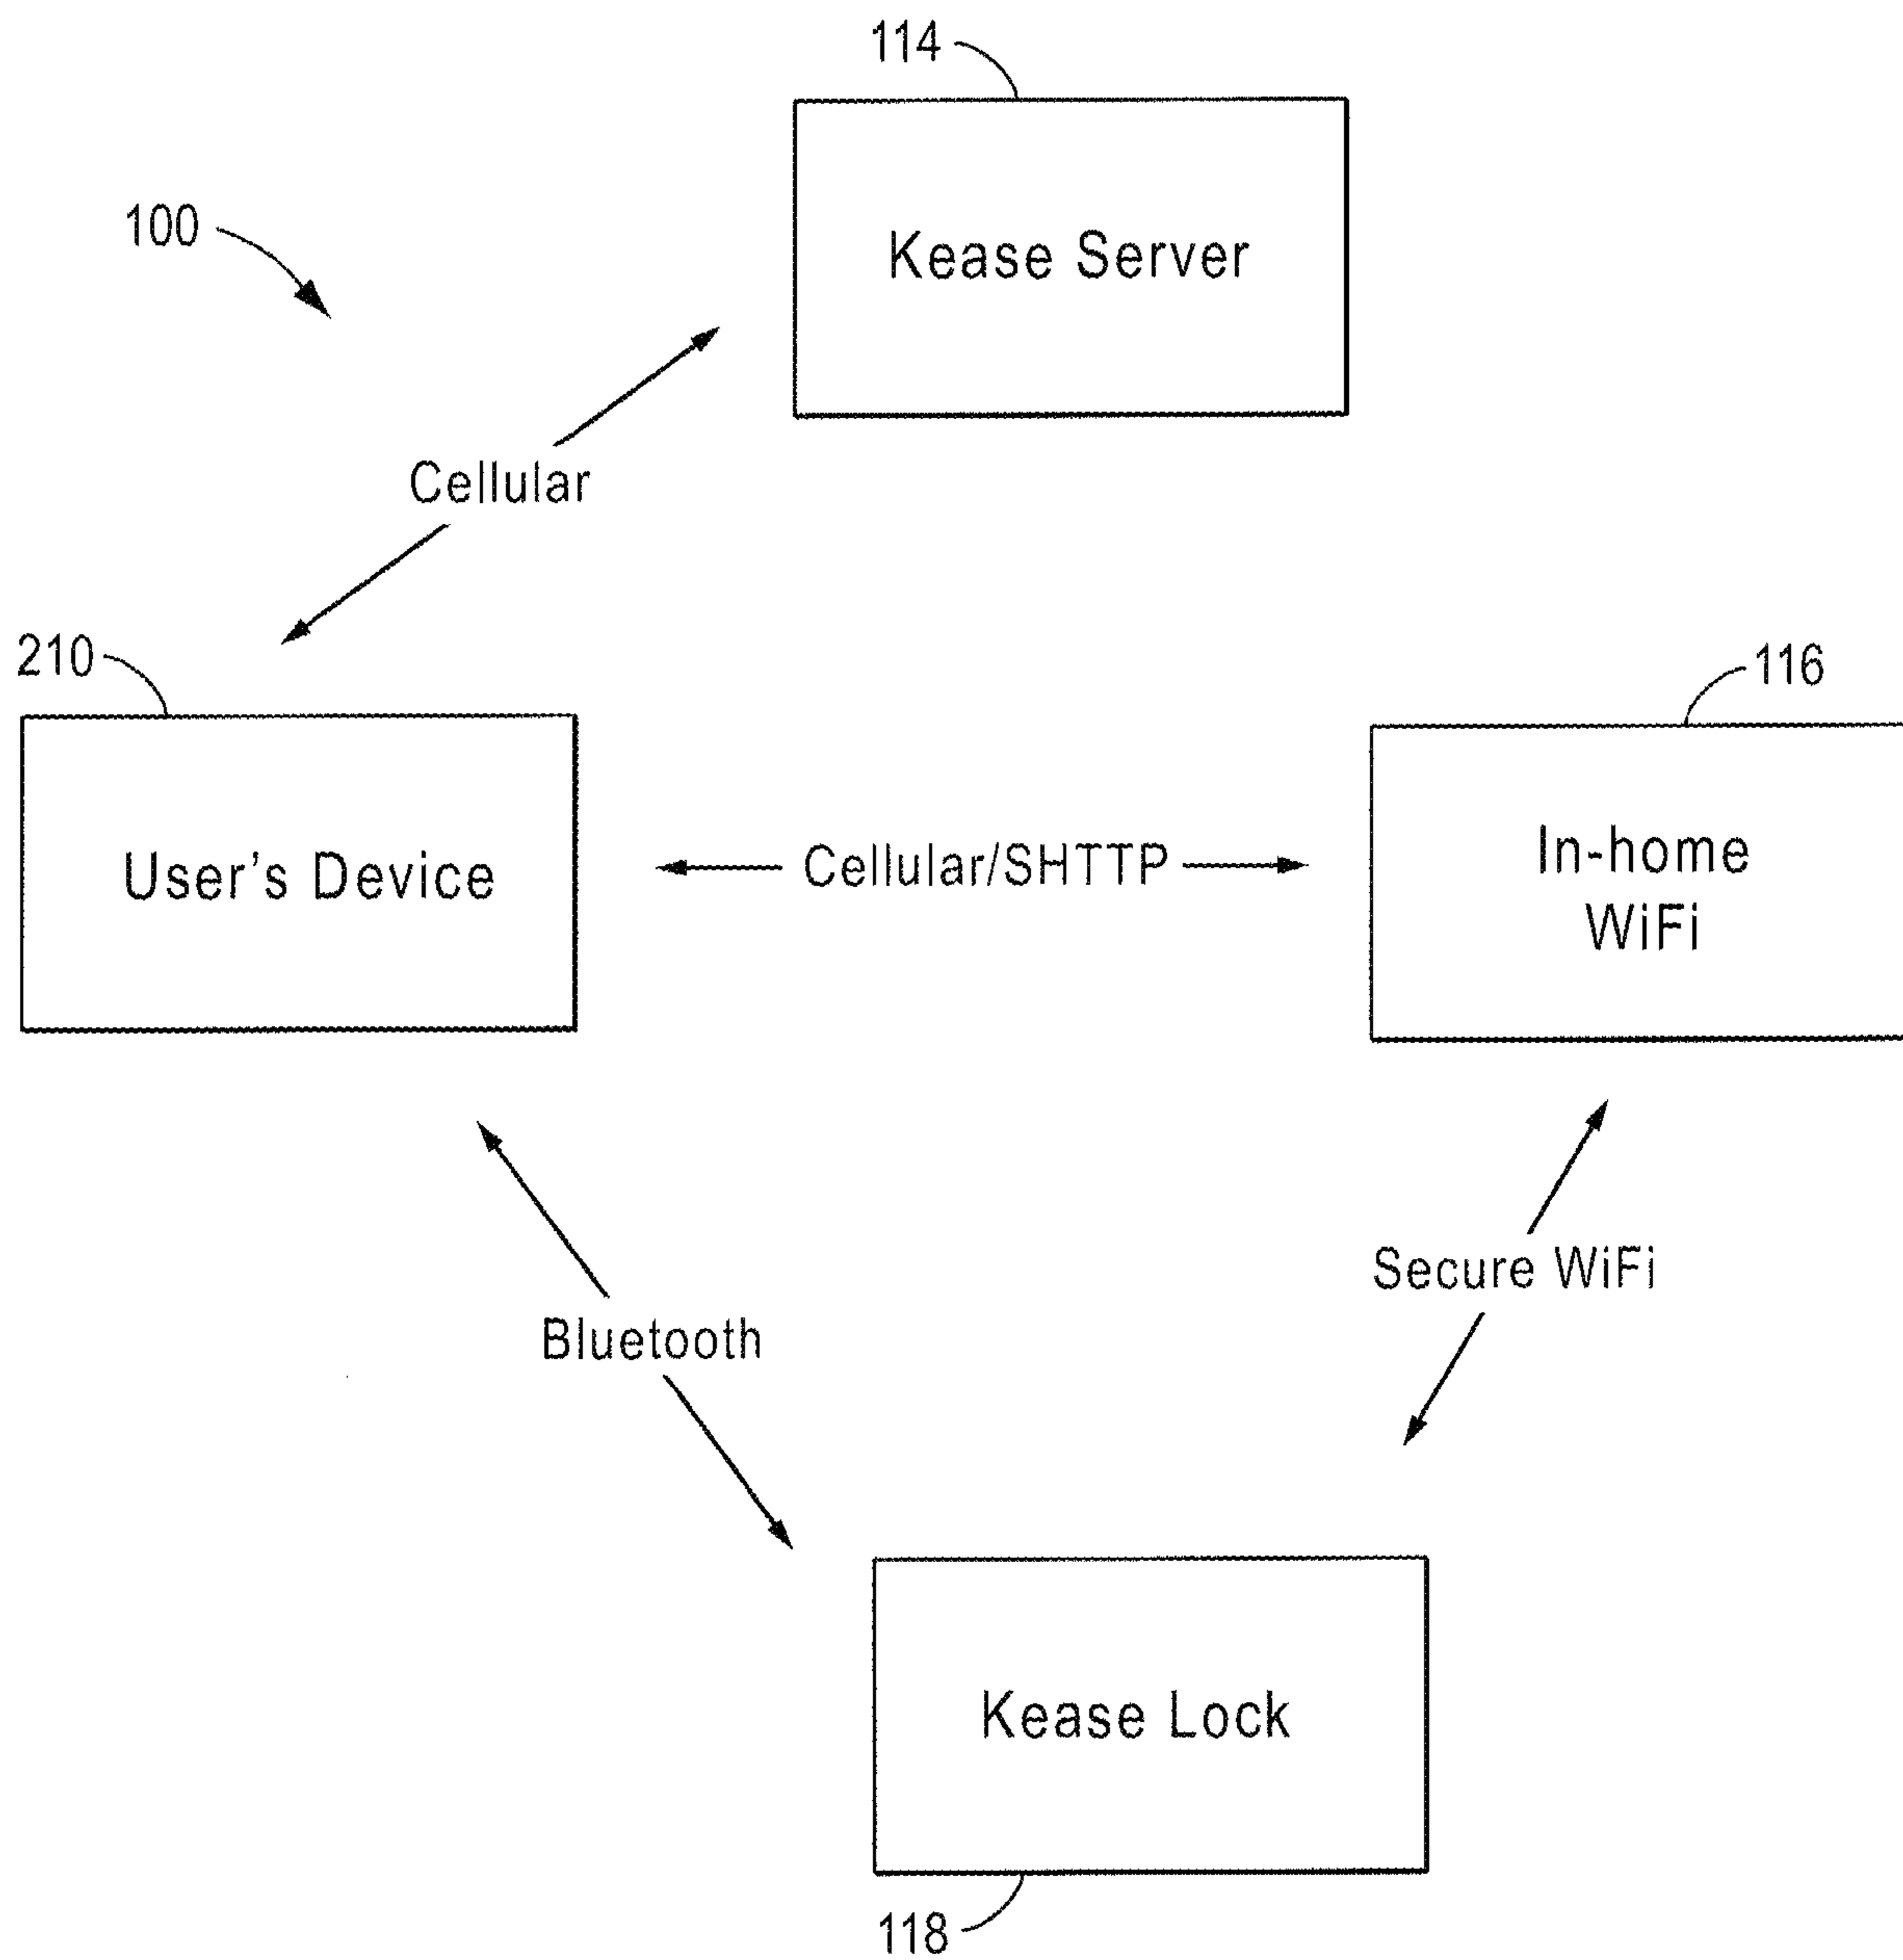 114
Kease Server
100
Cellular
210
116
User's Device
Cellular/SHTTP
In-home
WiFi
Secure WiFi
Bluetooth
Kease Lock
118